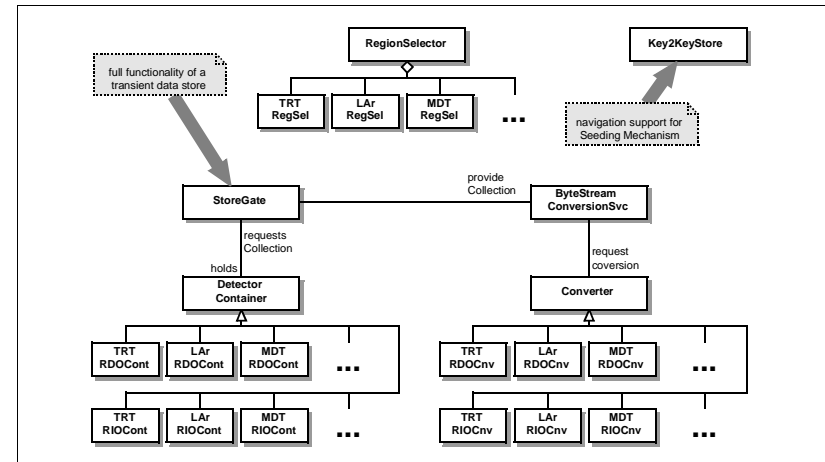 RegionSelector
Key2KeyStore
full functionality of a
transient data store
TRT
RegSel
LAr
RegSel
MDT
RegSel
...
navigation support for
Seeding Mechanism
provide
Collection
StoreGate
ByteStream
ConversionSvc
requests
Collection
request
coversion
holds
Detector
Container
Converter
TRT
RDOCont
LAr
RDOCont
MDT
RDOCont
...
TRT
RDOCnv
LAr
RDOCnv
MDT
RDOCnv
...
TRT
RIOCont
LAr
RIOCont
MDT
RIOCont
...
TRT
RIOCnv
LAr
RIOCnv
MDT
RIOCnv
...